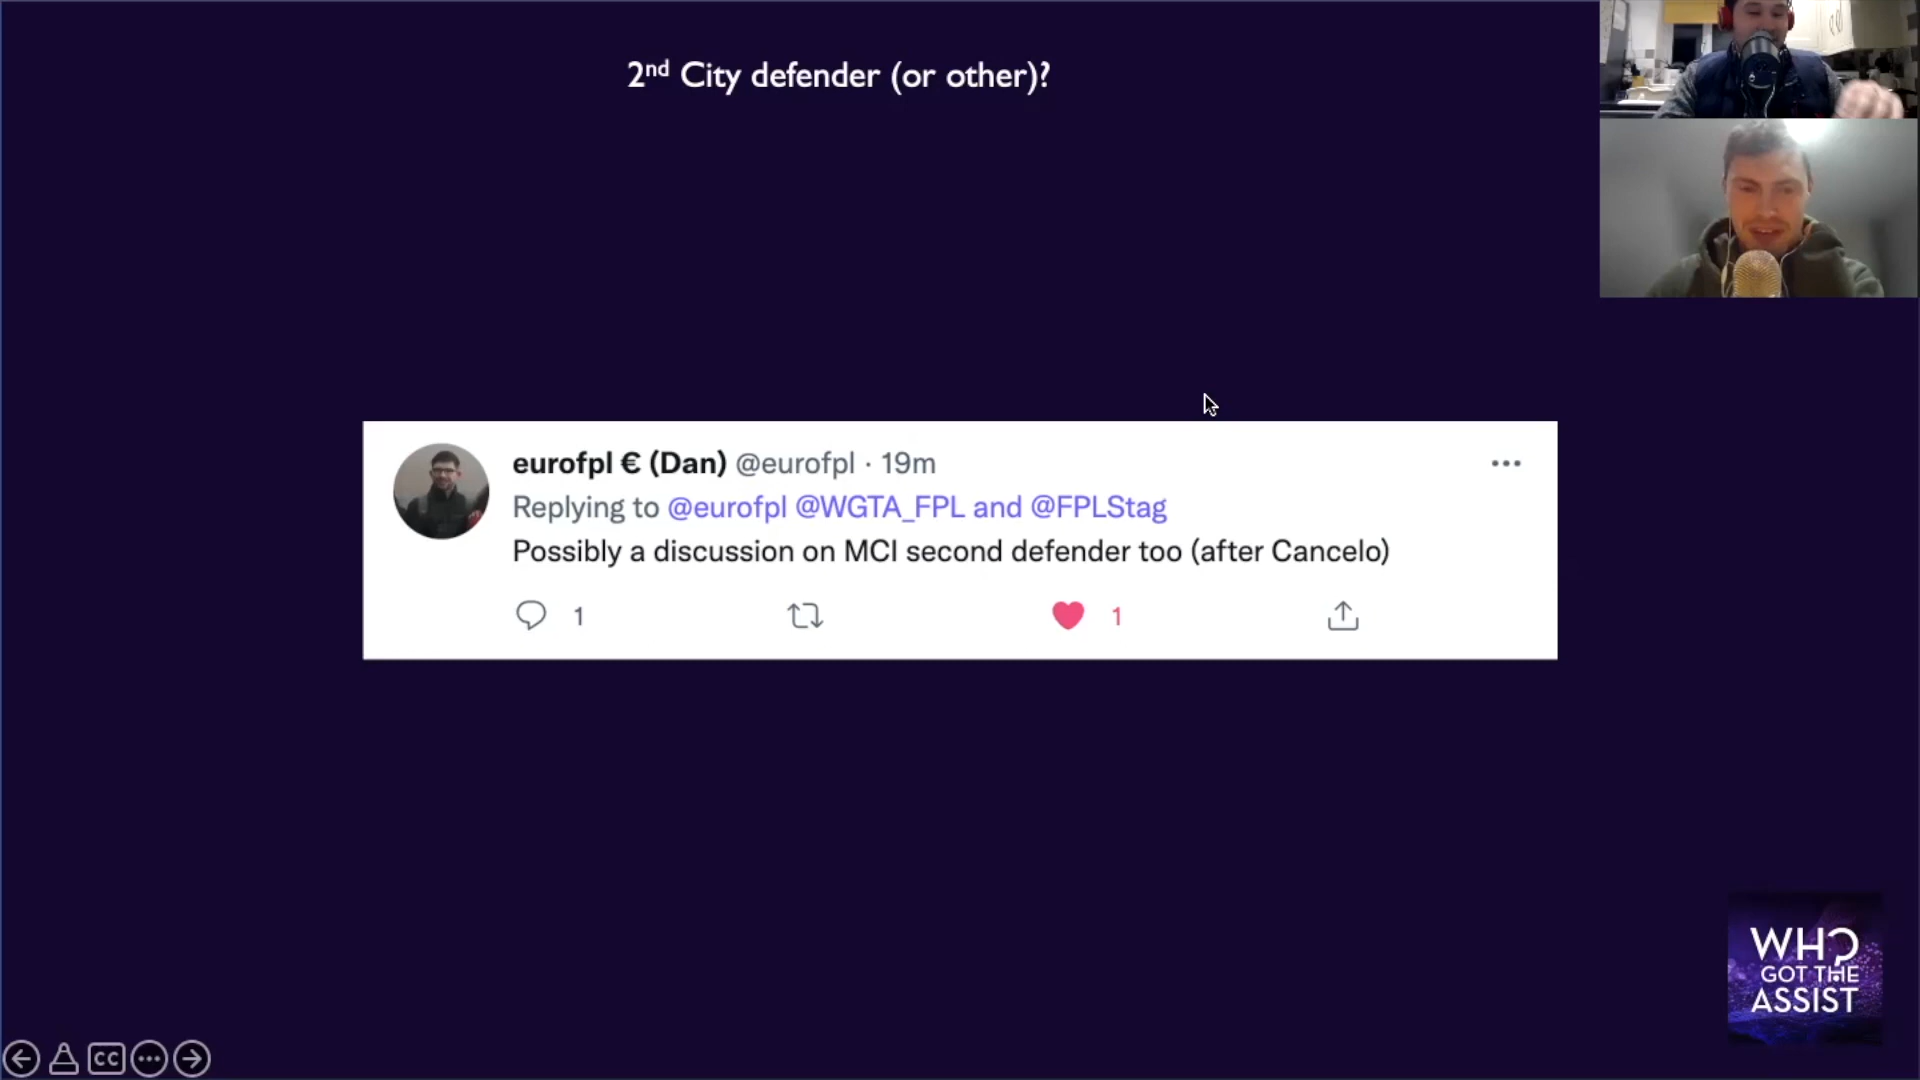 2nd City defender (or other)?
eurofpl € (Dan) @eurofpl · 19m
Replying to @eurofpl @WGTA_FPL and @FPLStag
Possibly a discussion on MCI second defender too (after Cancelo)
1 1
WHO
GOT THE
ASSIST
CC